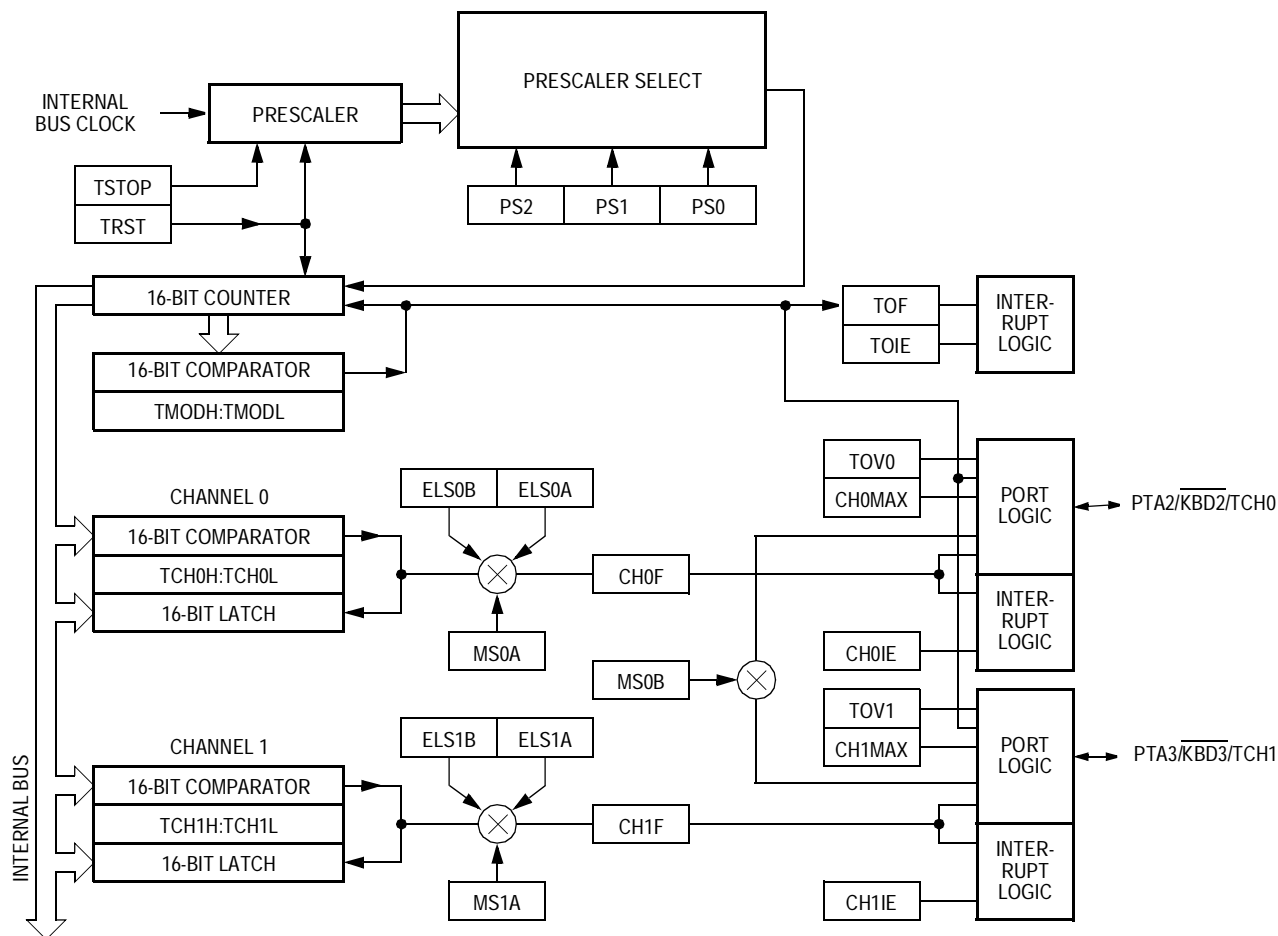 PRESCALER SELECT
INTERNAL
BUS CLOCK
PRESCALER
TSTOP
TRST
PS2
PS1
PS0
16-BIT COUNTER
TOF
TOIE
INTER-
RUPT
LOGIC
16-BIT COMPARATOR
TMODH:TMODL
TOV0
CH0MAX
PORT
LOGIC
PTA2/KBD2/TCH0
CHANNEL 0
ELS0B
ELS0A
16-BIT COMPARATOR
TCH0H:TCH0L
16-BIT LATCH
CH0F
INTER-
RUPT
LOGIC
MS0A
CH0IE
MS0B
TOV1
CH1MAX
PORT
LOGIC
PTA3/KBD3/TCH1
CHANNEL 1
ELS1B
ELS1A
16-BIT COMPARATOR
TCH1H:TCH1L
16-BIT LATCH
CH1F
INTER-
RUPT
LOGIC
MS1A
CH1IE
INTERNAL BUS